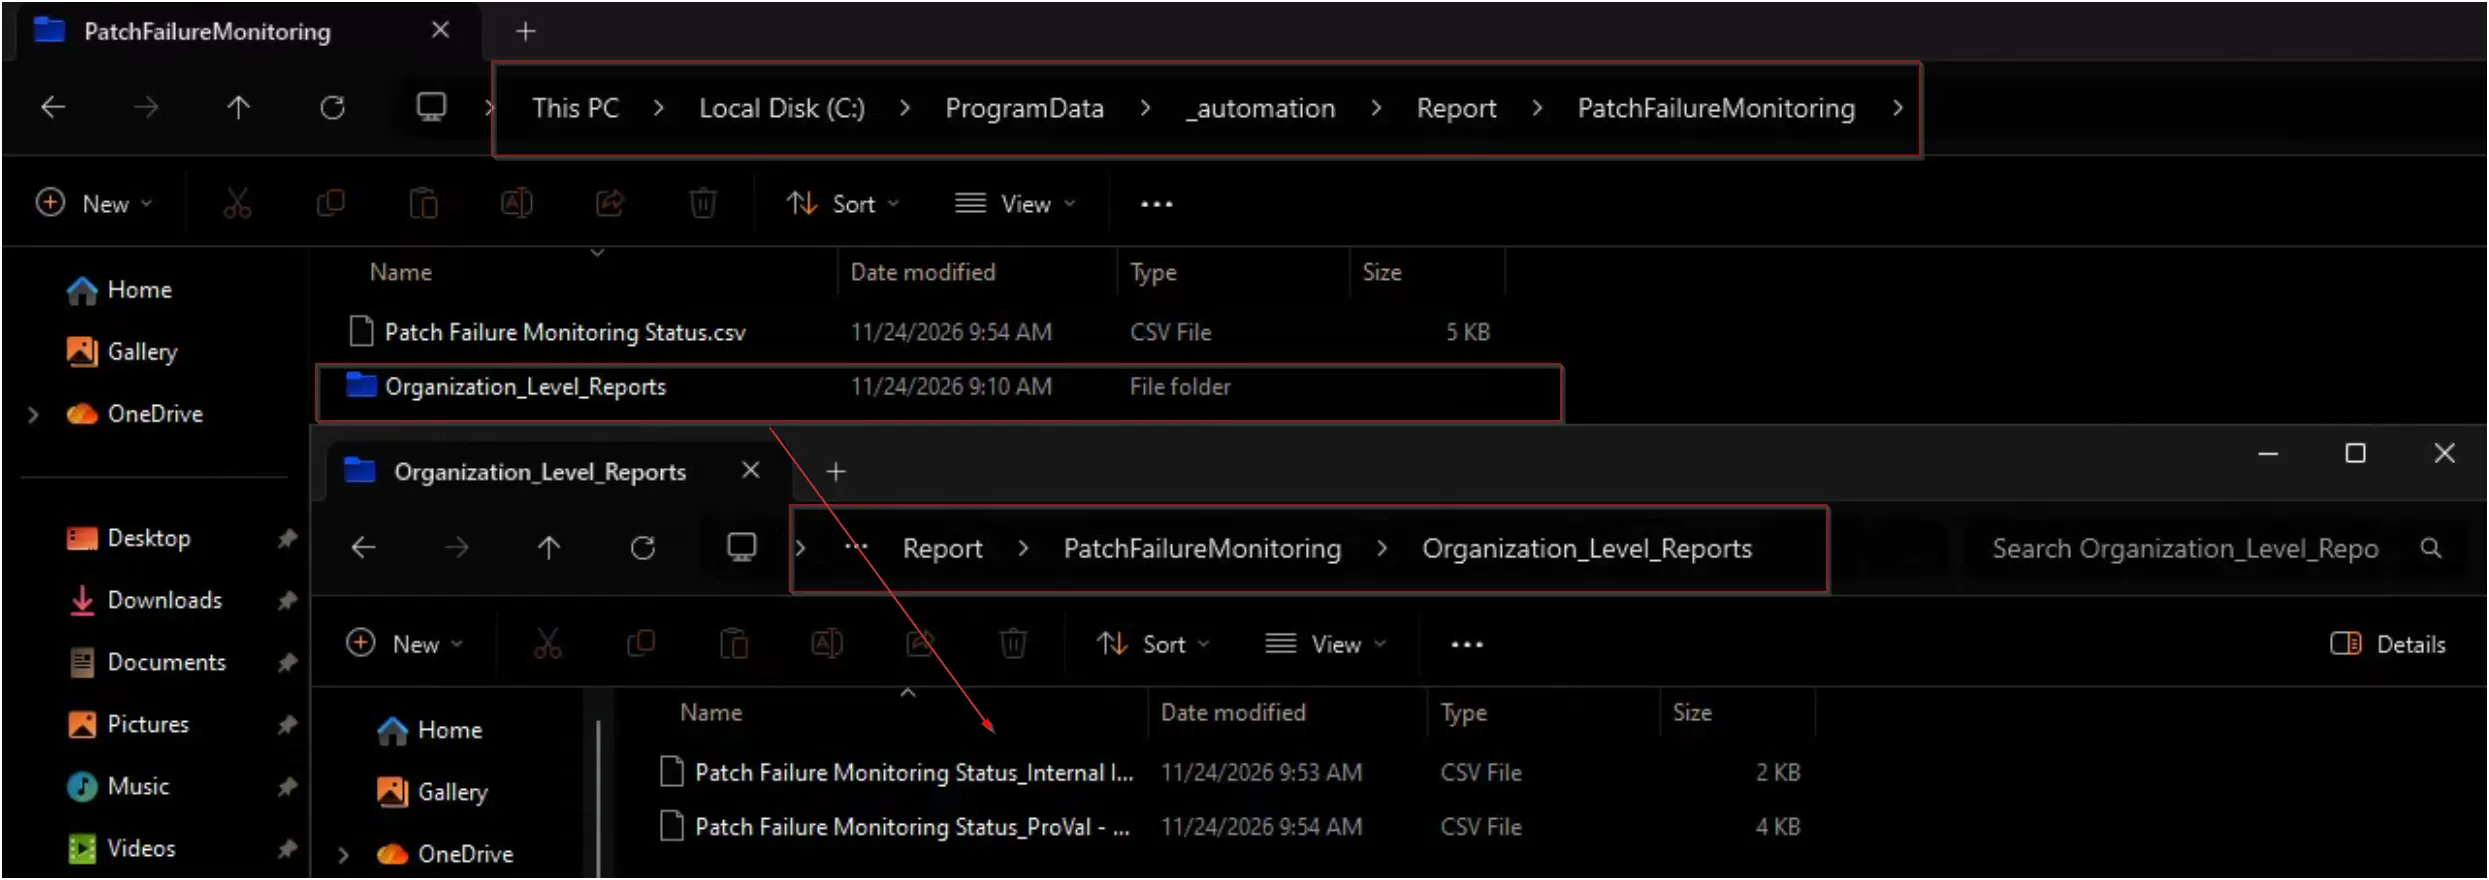 PatchFailureMonitoring
This PC > Local Disk (C:) > ProgramData > _automation > Report > PatchFailureMonitoring >
New Sort View ...
Name Date modified Type Size
Patch Failure Monitoring Status.csv 11/24/2026 9:54 AM CSV File 5 KB
Organization_Level_Reports 11/24/2026 9:10 AM File folder
Home
Gallery
OneDrive
Desktop
Downloads
Documents
Pictures
Music
Videos
Organization_Level_Reports
> ... Report > PatchFailureMonitoring > Organization_Level_Reports
Search Organization_Level_Repo
New Sort View ... Details
Name Date modified Type Size
Patch Failure Monitoring Status_Internal I... 11/24/2026 9:53 AM CSV File 2 KB
Patch Failure Monitoring Status_ProVal - ... 11/24/2026 9:54 AM CSV File 4 KB
Home
Gallery
OneDrive